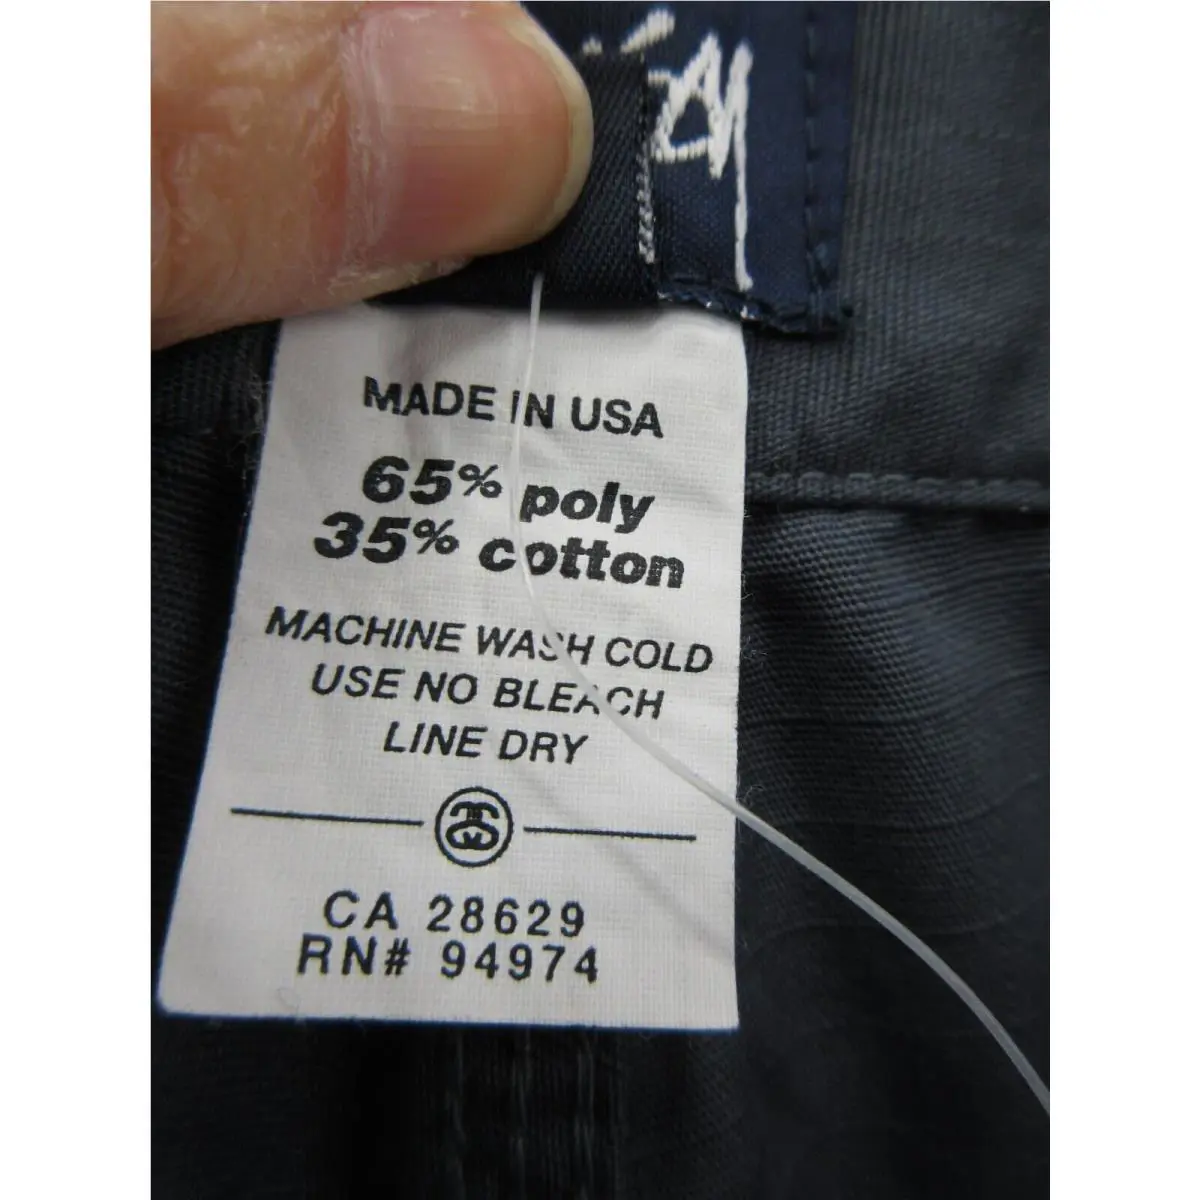 MADE IN USA
65% poly
35% cotton
MACHINE WASH COLD
USE NO BLEACH
LINE DRY
CA 28629
RN# 94974